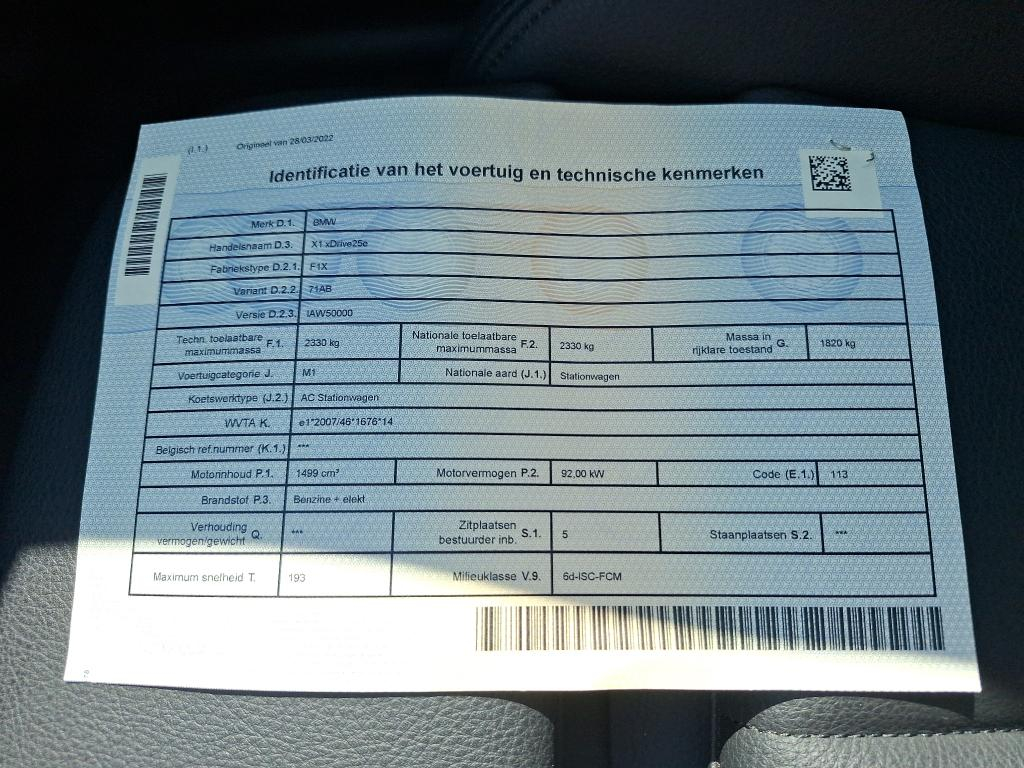 (I.1.) Origineel van 28/03/2022
Identificatie van het voertuig en technische kenmerken
Merk D.1. BMW
Handelsnaam D.3. X1 xDrive25e
Fabriekstype D.2.1. F1X
Variant D.2.2. 71AB
Versie D.2.3. IAW50000
Techn. toelaatbare maximummassa F.1. 2330 kg Nationale toelaatbare maximummassa F.2. 2330 kg Massa in rijklare toestand G. 1820 kg
Voertuigcategorie J. M1 Nationale aard (J.1.) Stationwagen
Koetswerktype (J.2.) AC Stationwagen
WVTA K. e1*2007/46*1676*14
Belgisch ref.nummer (K.1.) ***
Motorinhoud P.1. 1499 cm³ Motorvermogen P.2. 92,00 kW Code (E.1.) 113
Brandstof P.3. Benzine + elekt
Verhouding vermogen/gewicht Q. *** Zitplaatsen bestuurder inb. S.1. 5 Staanplaatsen S.2. ***
Maximum snelheid T. 193 Milieuklasse V.9. 6d-ISC-FCM